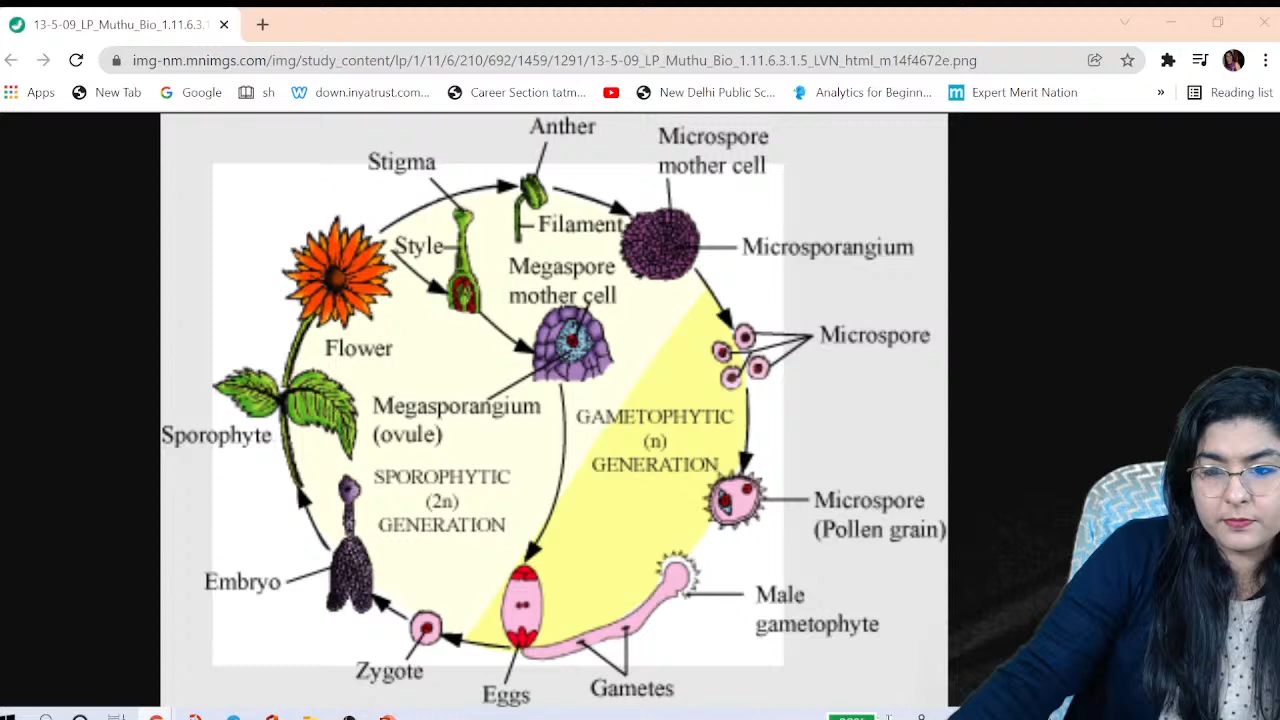 13-5-09_LP_Muthu_Bio_1.11.6.3.1
img-nm.mnimgs.com/img/study_content/lp/1/11/6/210/692/1459/1291/13-5-09_LP_Muthu_Bio_1.11.6.3.1.5_LVN_html_m14f4672e.png
Apps New Tab Google sh down.inyatrust.com... Career Section tatm... New Delhi Public Sc... Analytics for Beginn... Expert Merit Nation » Reading list
Anther
Microspore
mother cell
Stigma
Filament
Style
Microsporangium
Megaspore
mother cell
Microspore
Flower
Megasporangium
(ovule)
GAMETOPHYTIC
(n)
GENERATION
Sporophyte
SPOROPHYTIC
(2n)
GENERATION
Microspore
(Pollen grain)
Embryo
Male
gametophyte
Zygote
Eggs
Gametes